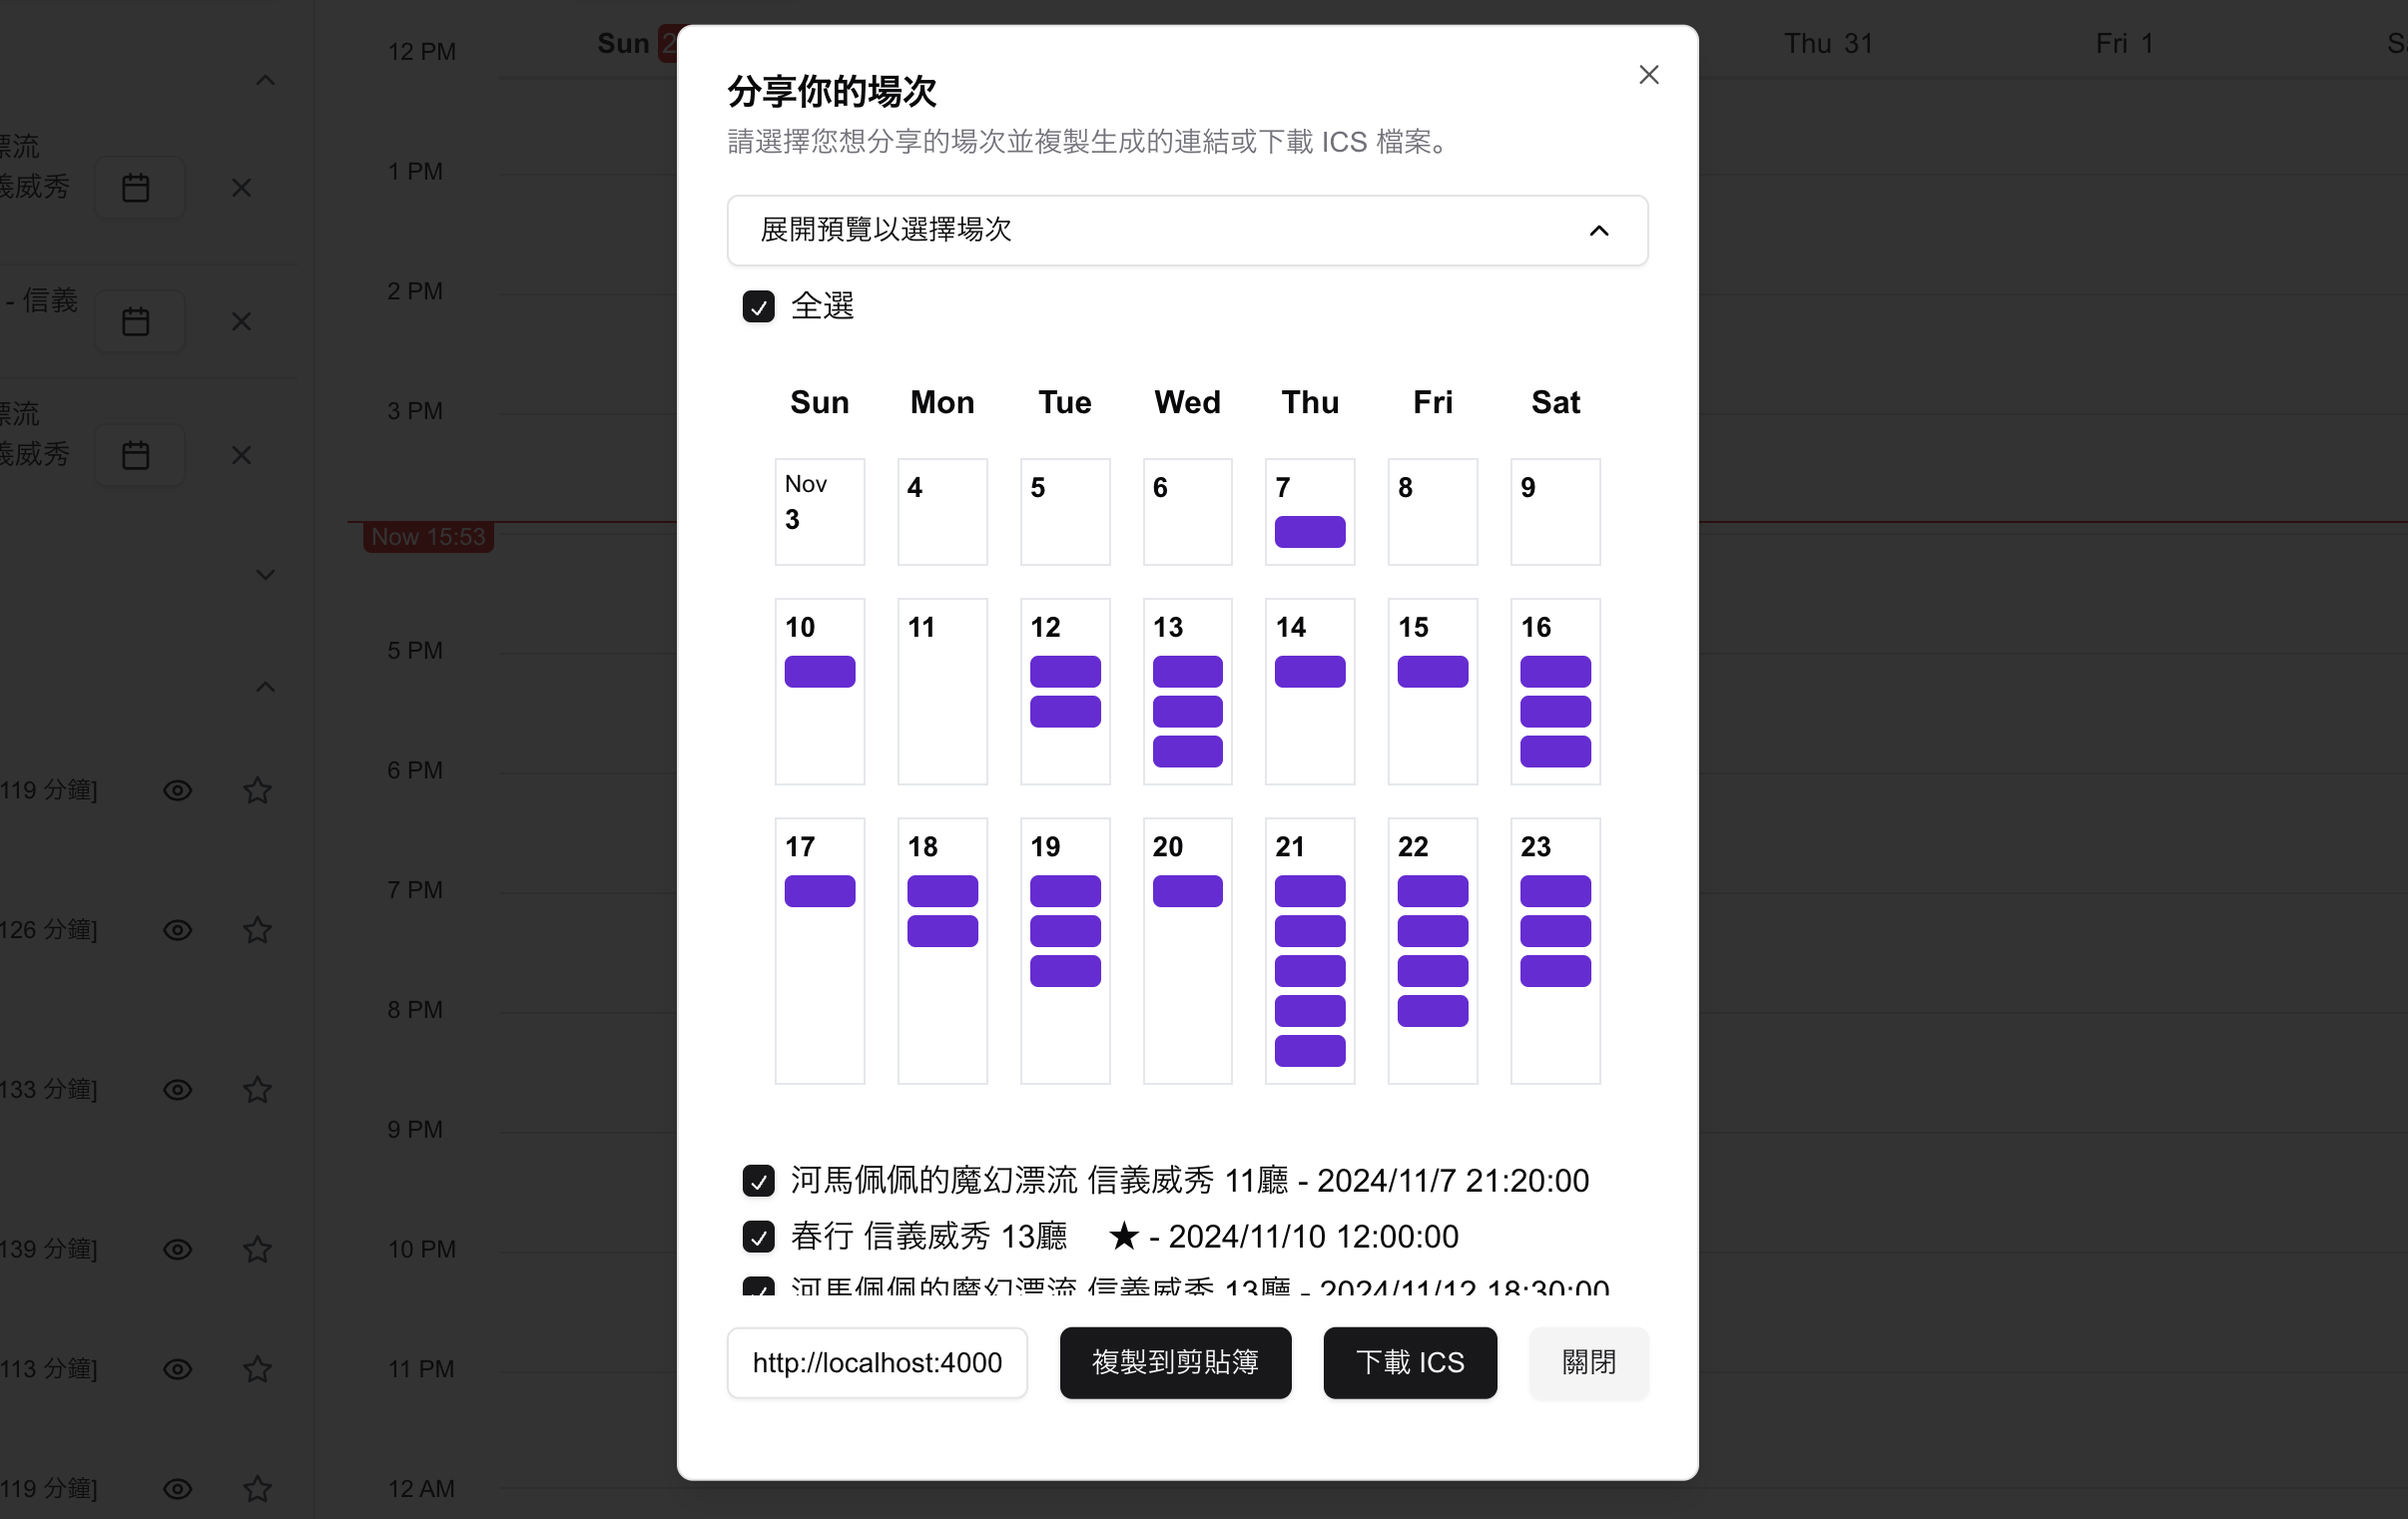 12 PM
Sun 2
Thu 31
Fri 1
漂流
義威秀
1 PM
- 信義
2 PM
漂流
義威秀
3 PM
Now 15:53
5 PM
6 PM
119 分鐘]
7 PM
126 分鐘]
8 PM
133 分鐘]
9 PM
139 分鐘]
10 PM
113 分鐘]
11 PM
119 分鐘]
12 AM
分享你的場次
請選擇您想分享的場次並複製生成的連結或下載 ICS 檔案。
展開預覽以選擇場次
全選
Sun Mon Tue Wed Thu Fri Sat
Nov
3 4 5 6 7 8 9
10 11 12 13 14 15 16
17 18 19 20 21 22 23
河馬佩佩的魔幻漂流 信義威秀 11廳 - 2024/11/7 21:20:00
春行 信義威秀 13廳 ★ - 2024/11/10 12:00:00
河馬佩佩的魔幻漂流 信義威秀 13廳 - 2024/11/12 18:30:00
http://localhost:4000 複製到剪貼簿 下載 ICS 關閉